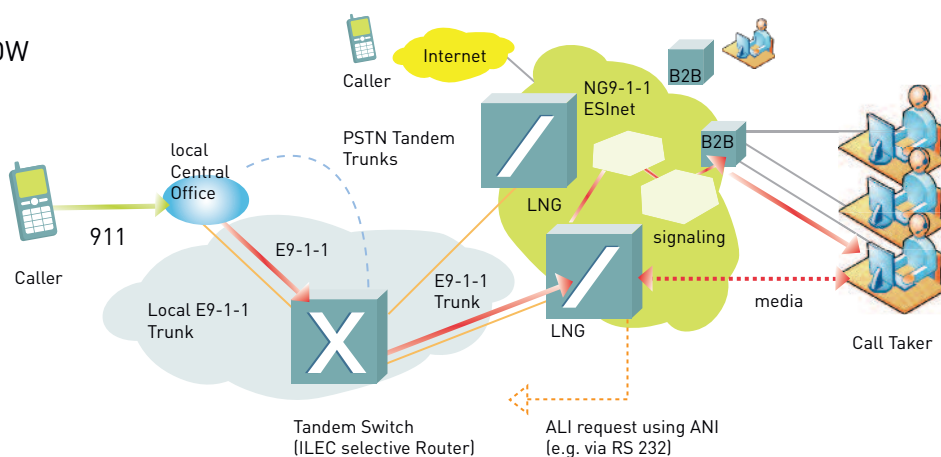 OW
Caller
Internet
B2B
NG9-1-1
ESInet
PSTN Tandem
Trunks
local
Central
Office
B2B
LNG
911
E9-1-1
signaling
Caller
Local E9-1-1
Trunk
E9-1-1
Trunk
X
LNG
media
Call Taker
Tandem Switch
(ILEC selective Router)
ALI request using ANI
(e.g. via RS 232)